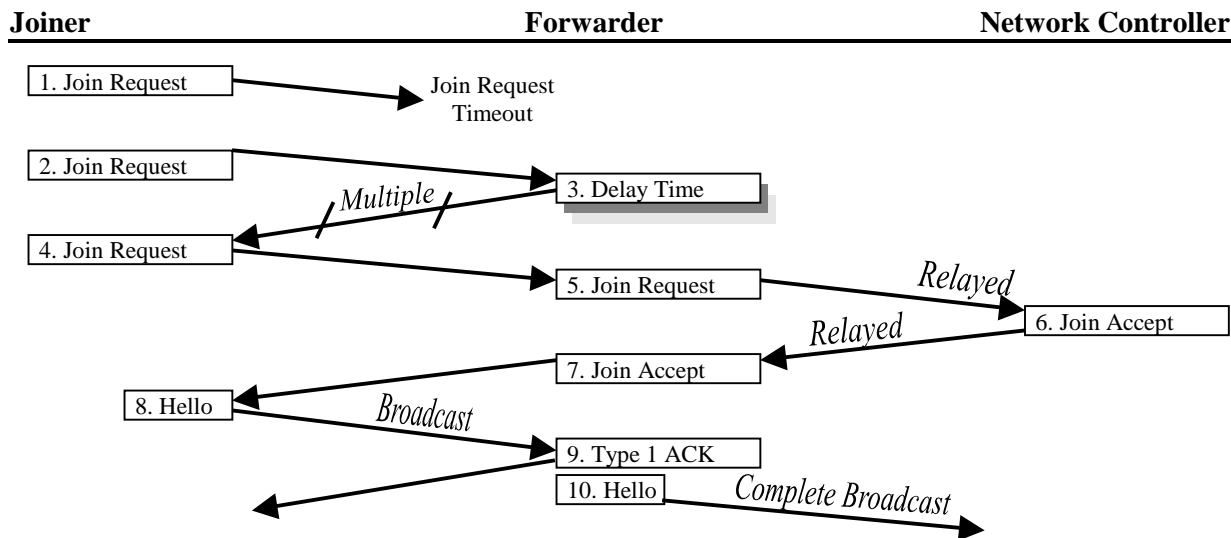 Joiner Forwarder Network Controller
1. Join Request
Join Request
Timeout
2. Join Request
3. Delay Time
Multiple
4. Join Request
5. Join Request
Relayed
6. Join Accept
Relayed
7. Join Accept
8. Hello
Broadcast
9. Type 1 ACK
10. Hello
Complete Broadcast